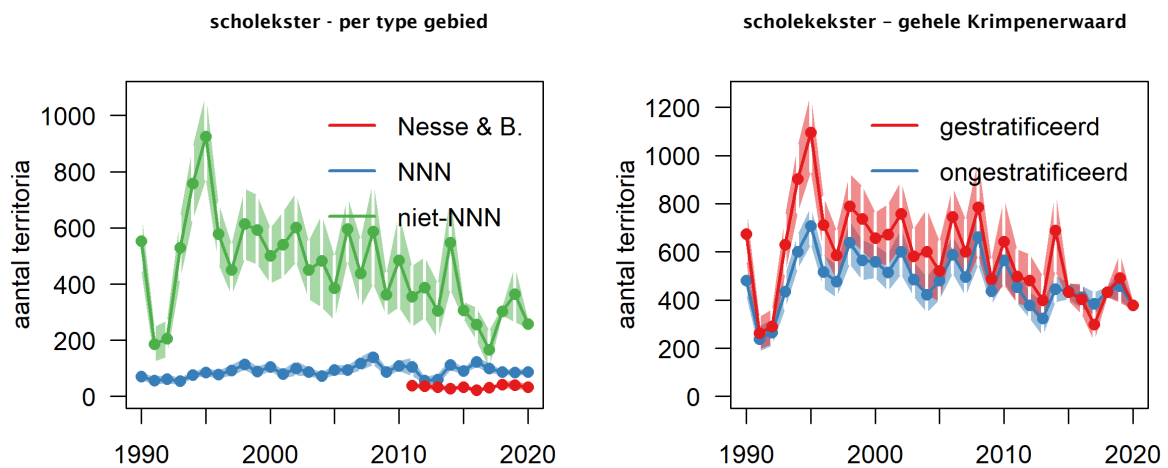 scholekster - per type gebied
aantal territoria
1000
800
600
400
200
0
1990
2000
2010
2020
Nesse & B.
NNN
niet-NNN
scholekekster – gehele Krimpenerwaard
aantal territoria
1200
1000
800
600
400
200
0
1990
2000
2010
2020
gestratificeerd
ongestratificeerd